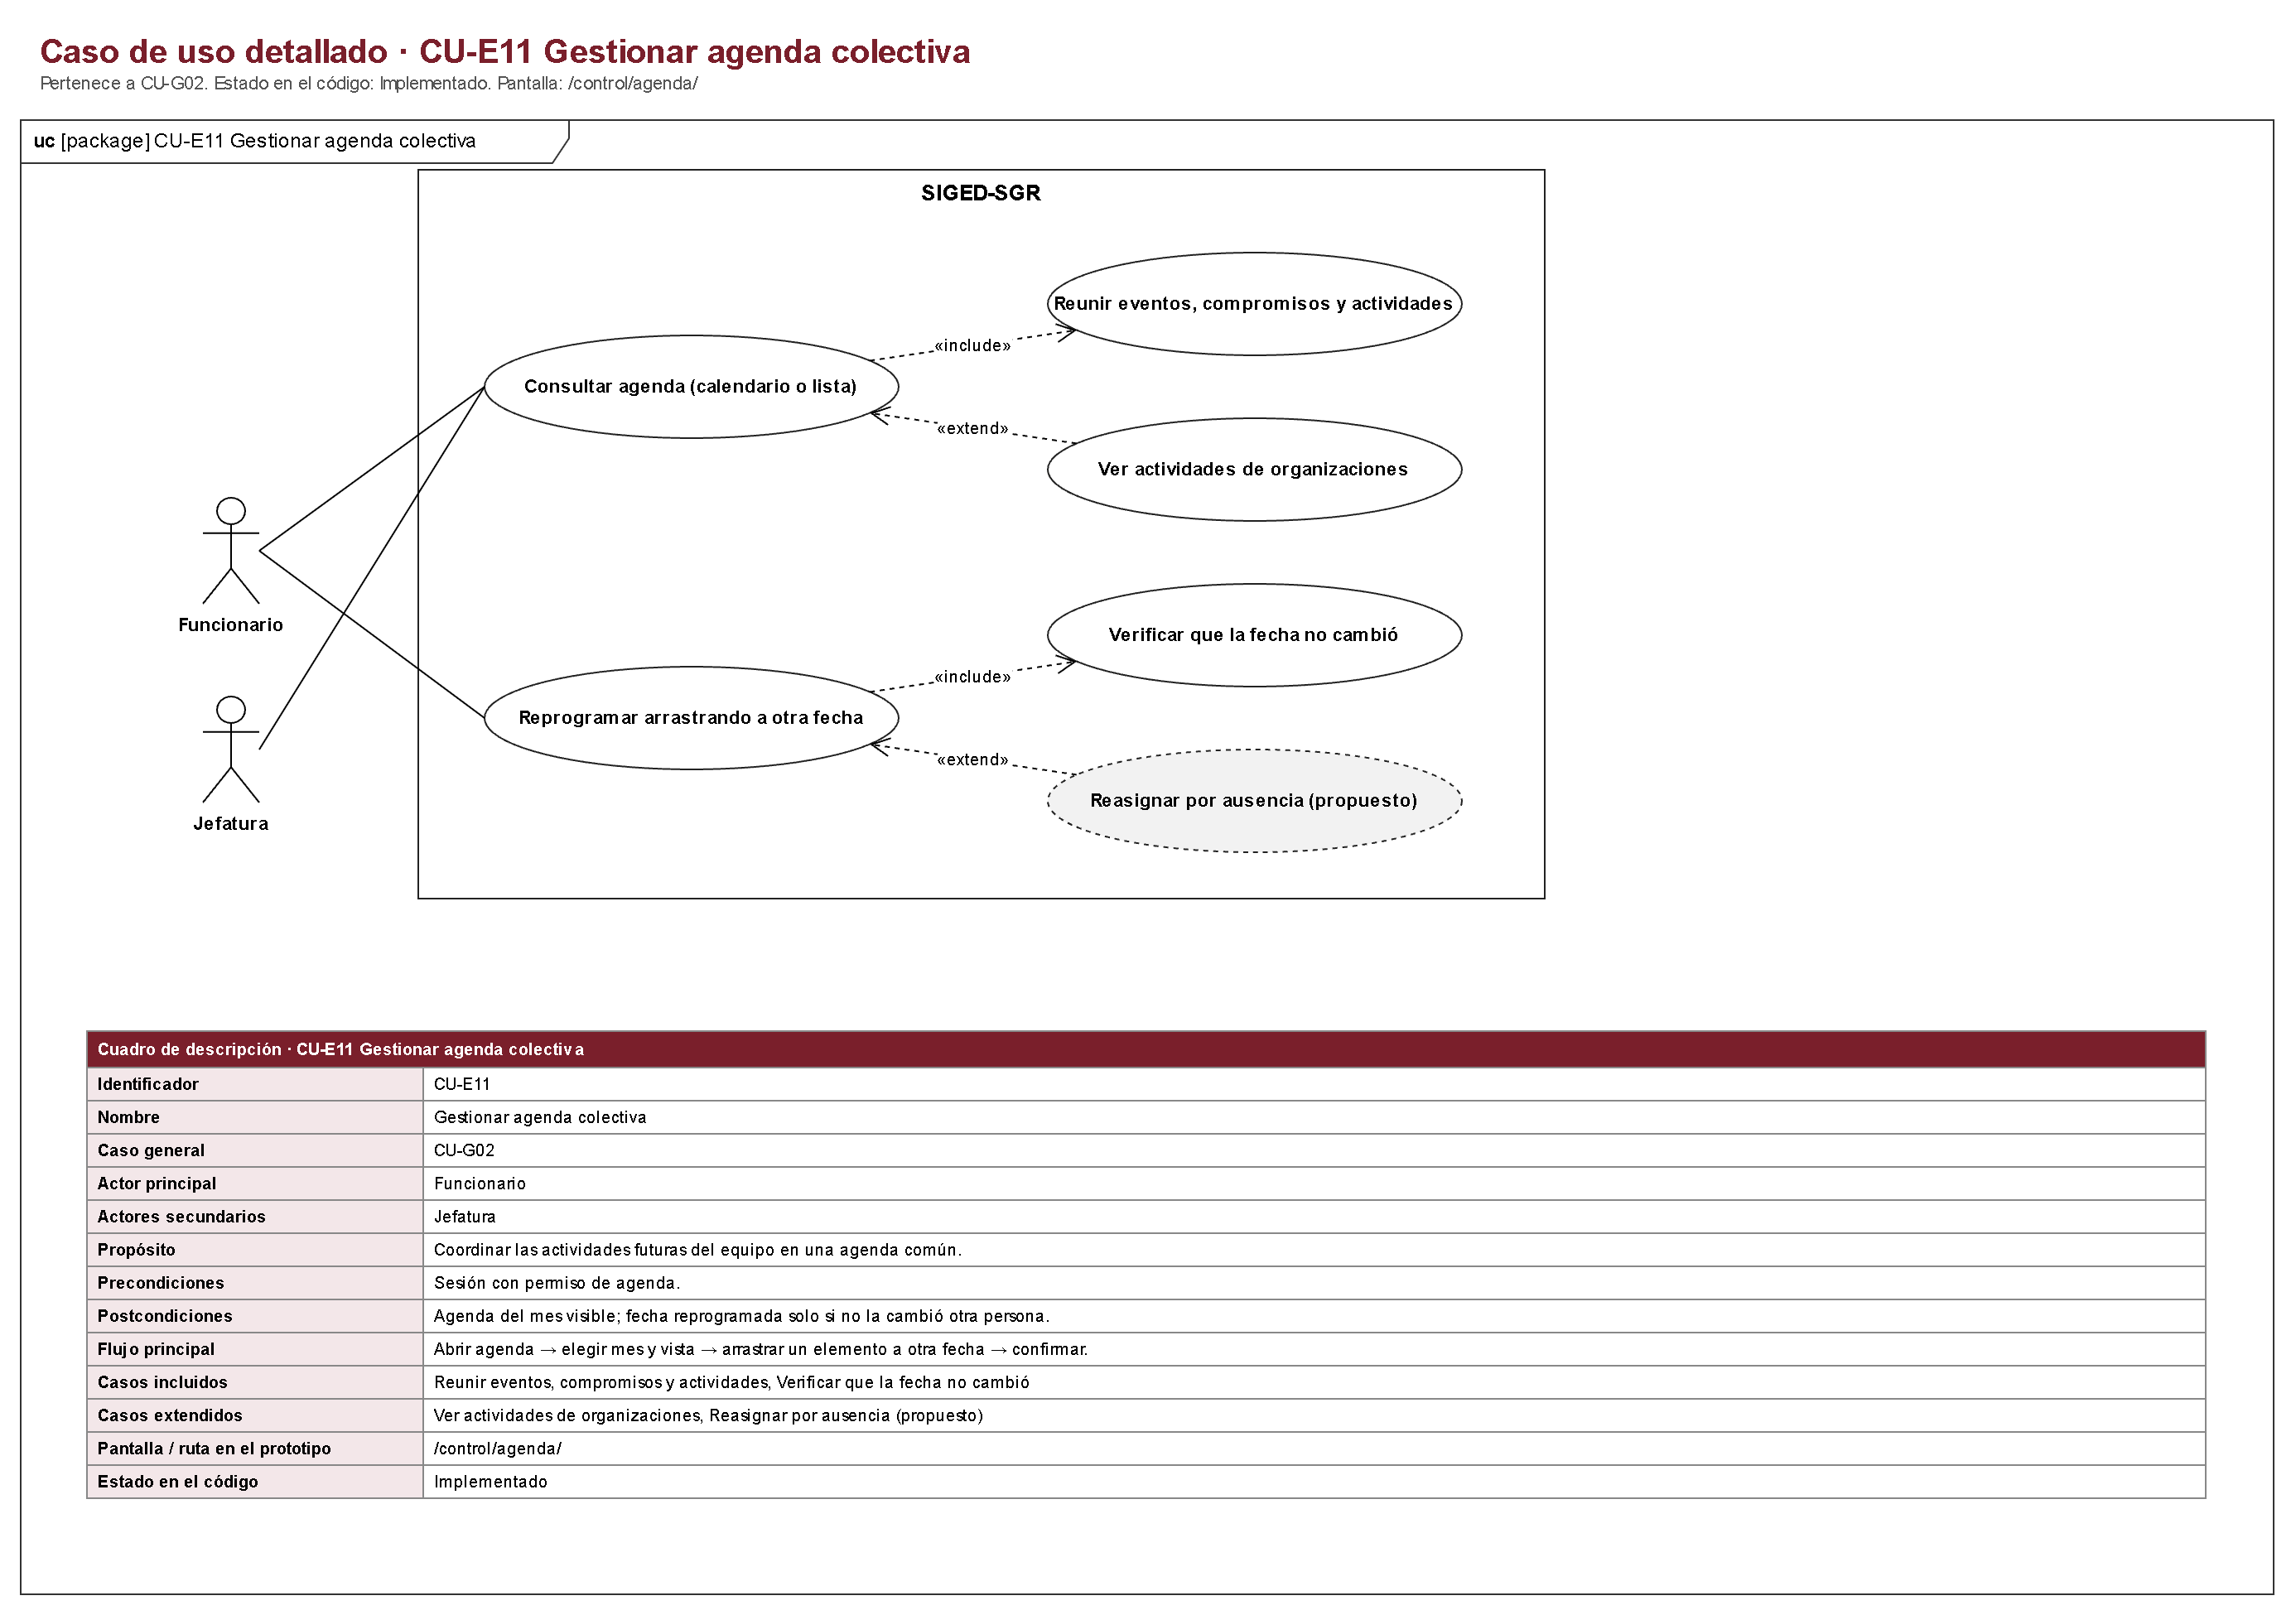 Caso de uso detallado · CU-E11 Gestionar agenda colectiva
Pertenece a CU-G02. Estado en el código: Implementado. Pantalla: /control/agenda/
uc [package] CU-E11 Gestionar agenda colectiva
SIGED-SGR
Reunir eventos, compromisos y actividades
«include»
Consultar agenda (calendario o lista)
«extend»
Ver actividades de organizaciones
Funcionario
Verificar que la fecha no cambió
«include»
Reprogramar arrastrando a otra fecha
«extend»
Reasignar por ausencia (propuesto)
Jefatura
Cuadro de descripción · CU-E11 Gestionar agenda colectiva
Identificador CU-E11
Nombre Gestionar agenda colectiva
Caso general CU-G02
Actor principal Funcionario
Actores secundarios Jefatura
Propósito Coordinar las actividades futuras del equipo en una agenda común.
Precondiciones Sesión con permiso de agenda.
Postcondiciones Agenda del mes visible; fecha reprogramada solo si no la cambió otra persona.
Flujo principal Abrir agenda → elegir mes y vista → arrastrar un elemento a otra fecha → confirmar.
Casos incluidos Reunir eventos, compromisos y actividades, Verificar que la fecha no cambió
Casos extendidos Ver actividades de organizaciones, Reasignar por ausencia (propuesto)
Pantalla / ruta en el prototipo /control/agenda/
Estado en el código Implementado